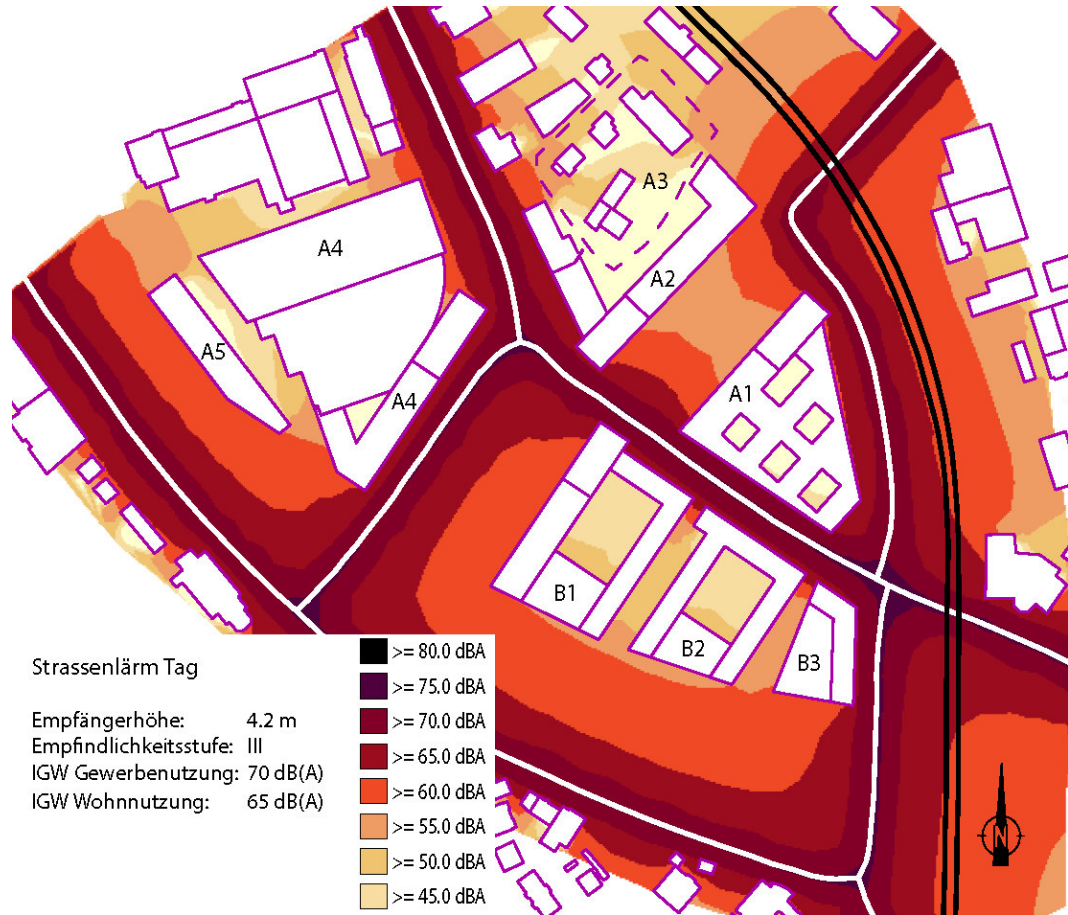 A4
A3
A2
A5
A4
A1
B1
B2
B3
Strassenlärm Tag
Empfängerhöhe: 4.2 m
Empfindlichkeitsstufe: III
IGW Gewerbenutzung: 70 dB(A)
IGW Wohnnutzung: 65 dB(A)
>= 80.0 dBA
>= 75.0 dBA
>= 70.0 dBA
>= 65.0 dBA
>= 60.0 dBA
>= 55.0 dBA
>= 50.0 dBA
>= 45.0 dBA
N